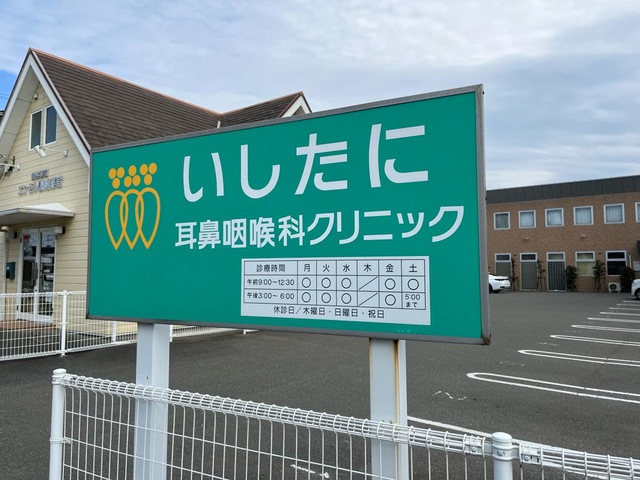 いしたに
耳鼻咽喉科クリニック
診療時間 月 火 水 木 金 土
午前9:00～12:30 ○ ○ ○ ／ ○ ○
午後3:00～6:00 ○ ○ ○ ／ ○ 5:00まで
休診日／木曜日・日曜日・祝日